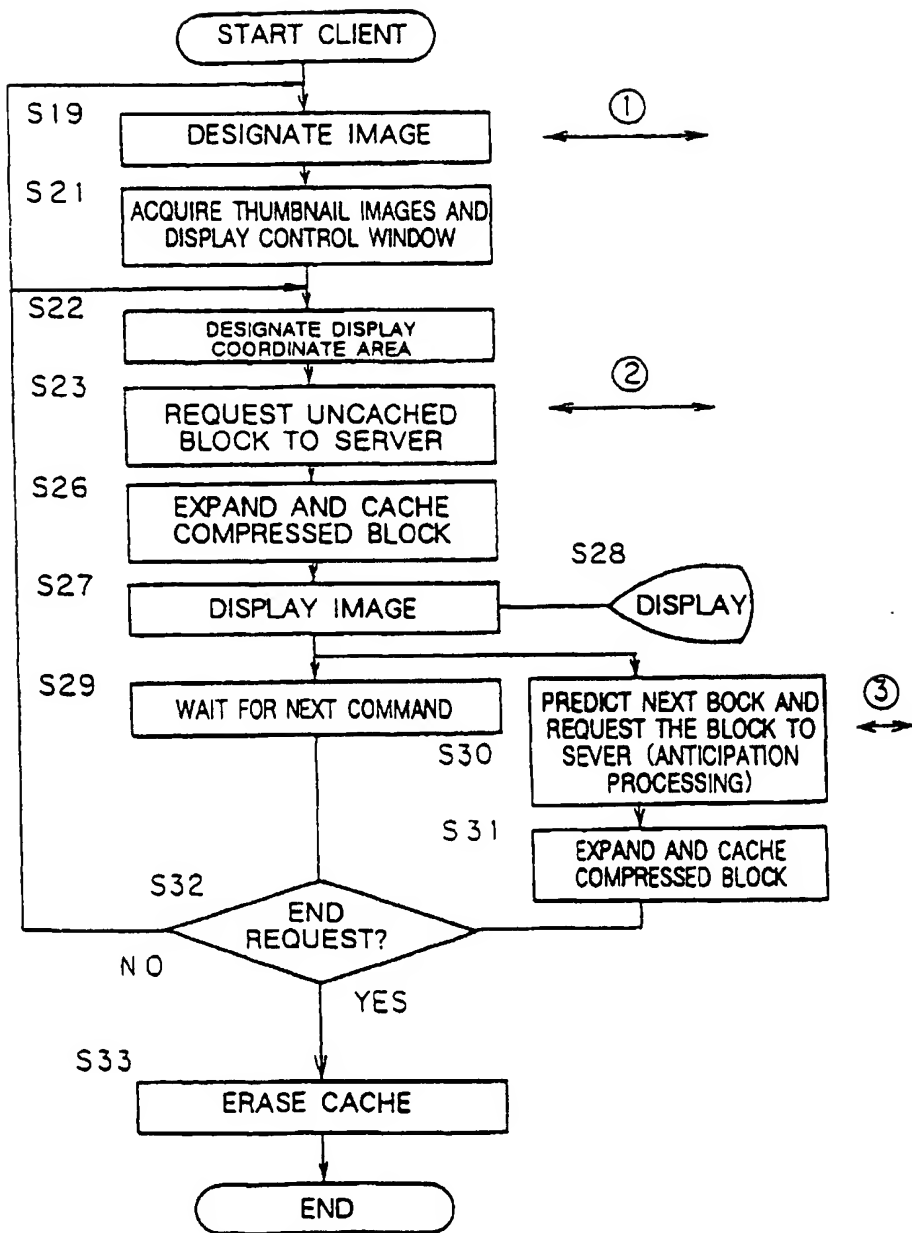 START CLIENT
S19
DESIGNATE IMAGE
①
S21
ACQUIRE THUMBNAIL IMAGES AND
DISPLAY CONTROL WINDOW
S22
DESIGNATE DISPLAY
COORDINATE AREA
S23
REQUEST UNCACHED
BLOCK TO SERVER
②
S26
EXPAND AND CACHE
COMPRESSED BLOCK
S27
DISPLAY IMAGE
S28
DISPLAY
S29
WAIT FOR NEXT COMMAND
S30
PREDICT NEXT BOCK AND
REQUEST THE BLOCK TO
SEVER (ANTICIPATION
PROCESSING)
③
S31
EXPAND AND CACHE
COMPRESSED BLOCK
S32
END
REQUEST?
NO
YES
S33
ERASE CACHE
END